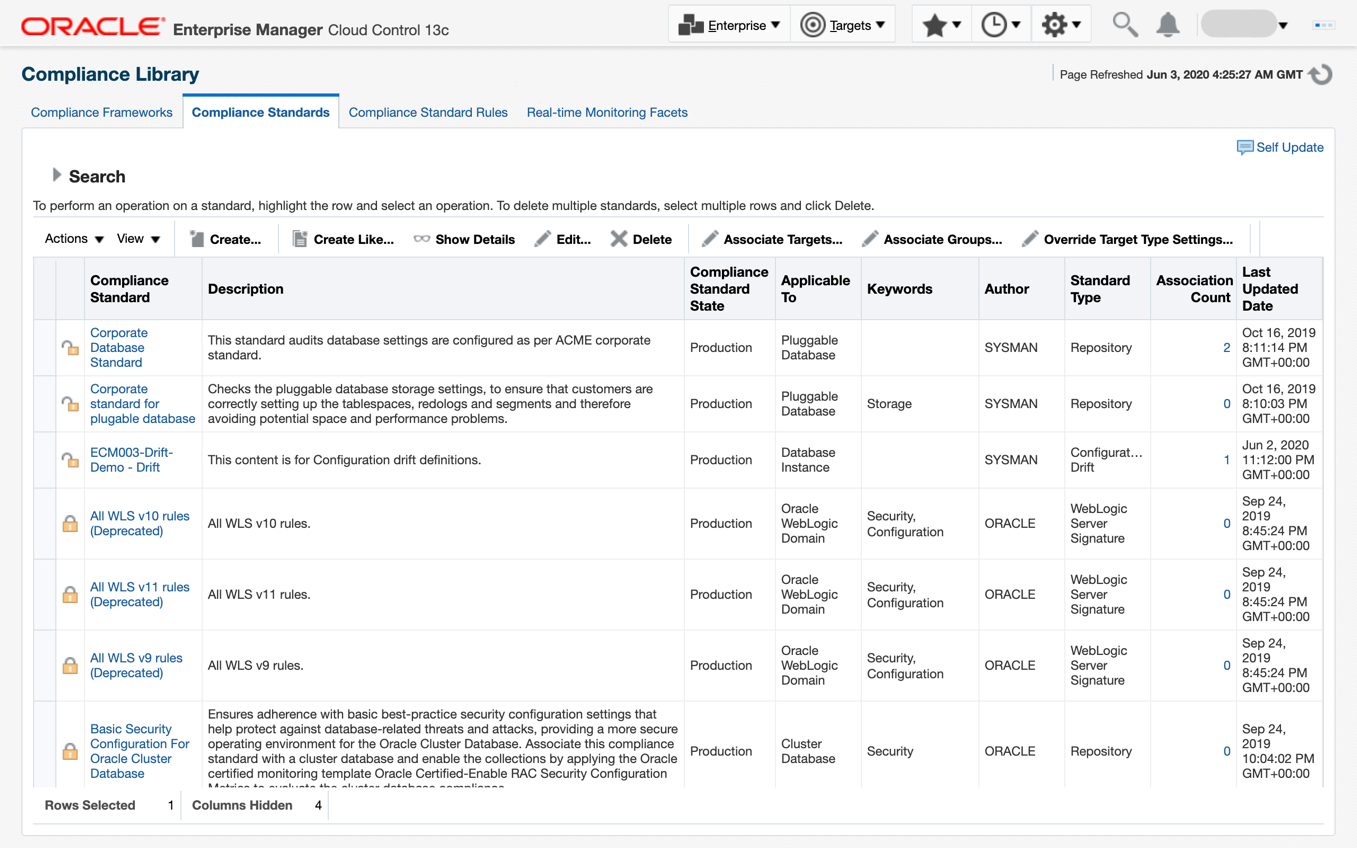 ORACLE® Enterprise Manager Cloud Control 13c
Enterprise ▼ Targets ▼
Compliance Library
Page Refreshed Jun 3, 2020 4:25:27 AM GMT
Compliance Frameworks Compliance Standards Compliance Standard Rules Real-time Monitoring Facets
Self Update
Search
To perform an operation on a standard, highlight the row and select an operation. To delete multiple standards, select multiple rows and click Delete.
Actions ▼ View ▼ Create... Create Like... Show Details Edit... Delete Associate Targets... Associate Groups... Override Target Type Settings...
Compliance
Standard
Description
Compliance
Standard
State
Applicable
To
Keywords
Author
Standard
Type
Association
Count
Last
Updated
Date
Corporate
Database
Standard
This standard audits database settings are configured as per ACME corporate
standard.
Production
Pluggable
Database
SYSMAN
Repository
2
Oct 16, 2019
8:11:14 PM
GMT+00:00
Corporate
standard for
plugable database
Checks the pluggable database storage settings, to ensure that customers are
correctly setting up the tablespaces, redologs and segments and therefore
avoiding potential space and performance problems.
Production
Pluggable
Database
Storage
SYSMAN
Repository
0
Oct 16, 2019
8:10:03 PM
GMT+00:00
ECM003-Drift-
Demo - Drift
This content is for Configuration drift definitions.
Production
Database
Instance
SYSMAN
Configurat...
Drift
1
Jun 2, 2020
11:12:00 PM
GMT+00:00
All WLS v10 rules
(Deprecated)
All WLS v10 rules.
Production
Oracle
WebLogic
Domain
Security,
Configuration
ORACLE
WebLogic
Server
Signature
0
Sep 24,
2019
8:45:24 PM
GMT+00:00
All WLS v11 rules
(Deprecated)
All WLS v11 rules.
Production
Oracle
WebLogic
Domain
Security,
Configuration
ORACLE
WebLogic
Server
Signature
0
Sep 24,
2019
8:45:24 PM
GMT+00:00
All WLS v9 rules
(Deprecated)
All WLS v9 rules.
Production
Oracle
WebLogic
Domain
Security,
Configuration
ORACLE
WebLogic
Server
Signature
0
Sep 24,
2019
8:45:24 PM
GMT+00:00
Basic Security
Configuration For
Oracle Cluster
Database
Ensures adherence with basic best-practice security configuration settings that
help protect against database-related threats and attacks, providing a more secure
operating environment for the Oracle Cluster Database. Associate this compliance
standard with a cluster database and enable the collections by applying the Oracle
certified monitoring template Oracle Certified-Enable RAC Security Configuration
Metrics to evaluate the cluster database compliance.
Production
Cluster
Database
Security
ORACLE
Repository
0
Sep 24,
2019
10:04:02 PM
GMT+00:00
Rows Selected 1 Columns Hidden 4